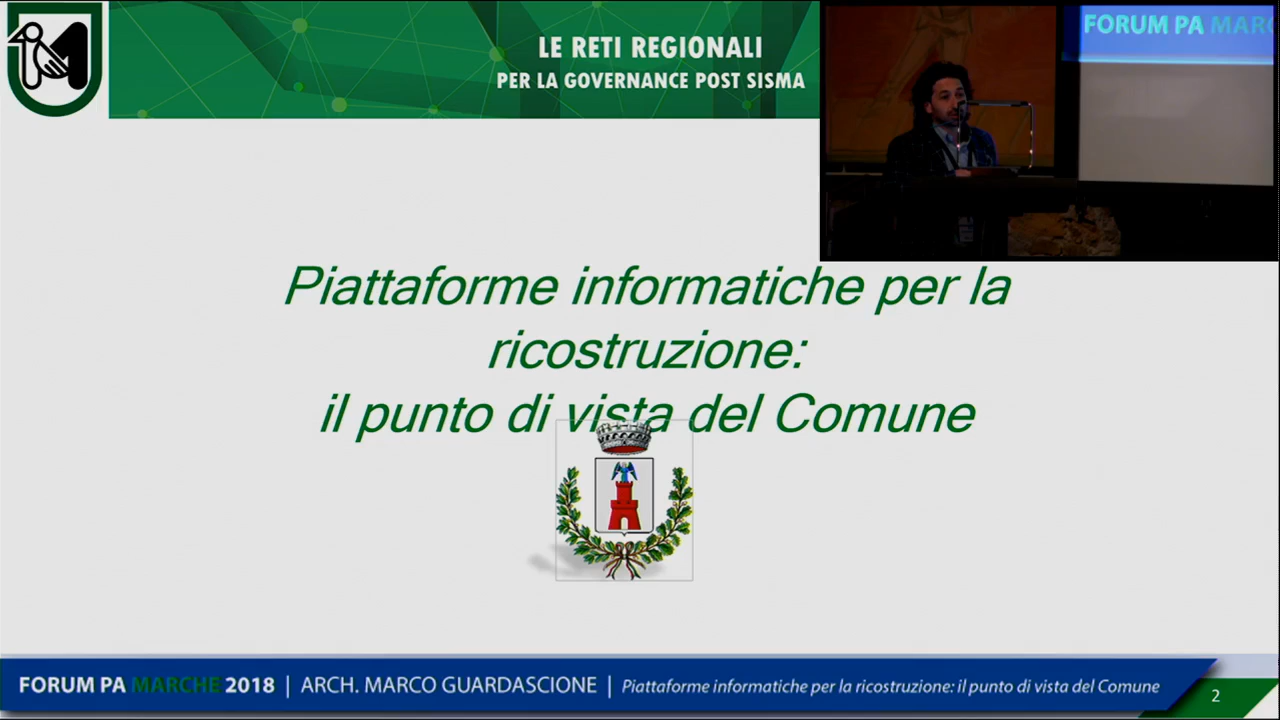 LE RETI REGIONALI
PER LA GOVERNANCE POST SISMA
FORUM PA MARC
Piattaforme informatiche per la
ricostruzione:
il punto di vista del Comune
FORUM PA MARCHE 2018 | ARCH. MARCO GUARDASCIONE | Piattaforme informatiche per la ricostruzione: il punto di vista del Comune
2